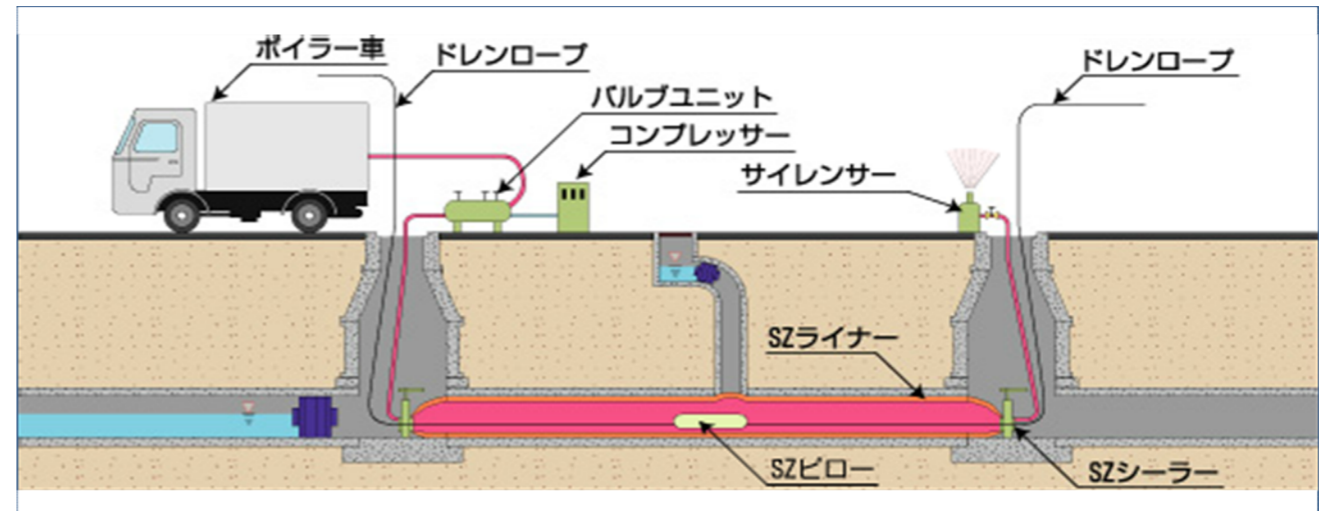 ボイラー車
ドレンロープ
ドレンロープ
バルブユニット
コンプレッサー
サイレンサー
SZライナー
SZピロー
SZシーラー